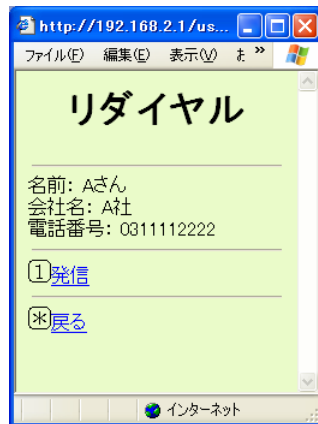 http://192.168.2.1/us...
ファイル(F) 編集(E) 表示(V) »
リダイヤル
名前: Aさん
会社名: A社
電話番号: 0311112222
1発信
*戻る
インターネット